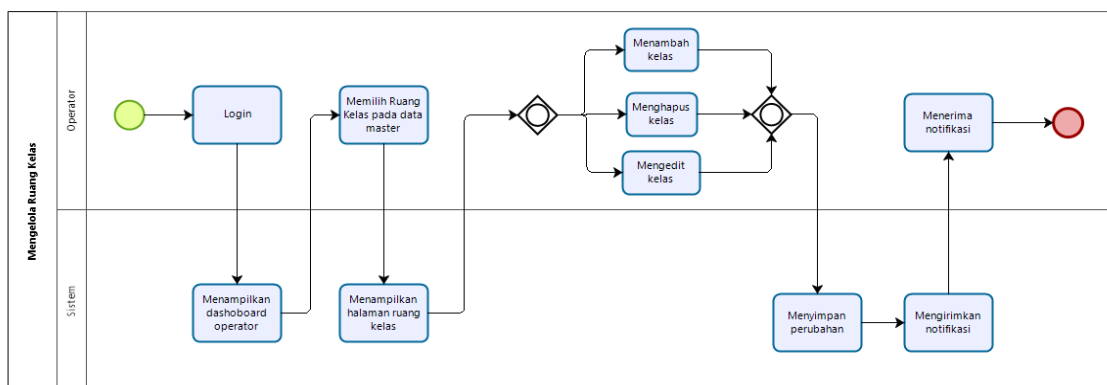 Mengelola Ruang Kelas
Operator
Login
Memilih Ruang
Kelas pada data
master
Menambah
kelas
Menghapus
kelas
Mengedit
kelas
Menerima
notifikasi
Sistem
Menampilkan
dashoboard
operator
Menampilkan
halaman ruang
kelas
Menyimpan
perubahan
Mengirimkan
notifikasi